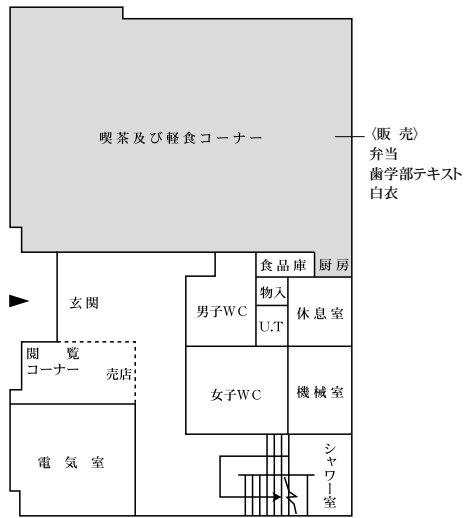 喫茶及び軽食コーナー
〈販 売〉
弁当
歯学部テキスト
白衣
食品庫
厨房
玄関
男子WC
物入
U.T
休息室
閲 覧
コーナー
売店
女子WC
機械室
電気室
シャワー室